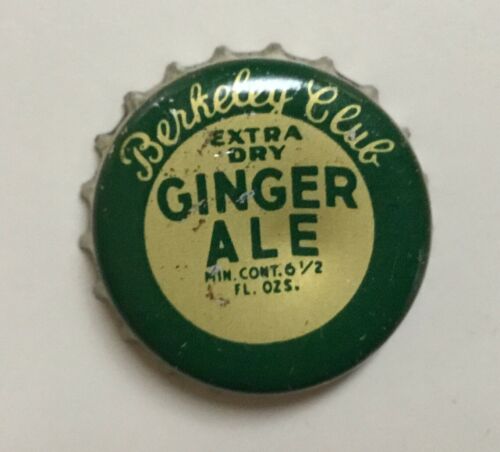 Berkeley Club
EXTRA
DRY
GINGER
ALE
MIN. CONT. 6 1/2
FL. OZS.